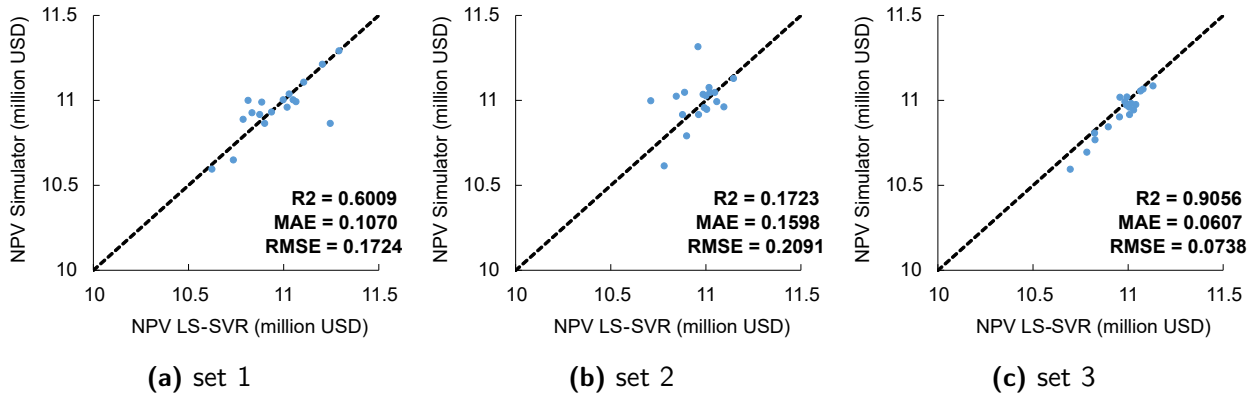 NPV Simulator (million USD)
11.5
11
10.5
10
R2 = 0.6009
MAE = 0.1070
RMSE = 0.1724
10 10.5 11 11.5
NPV LS-SVR (million USD)
(a) set 1
NPV Simulator (million USD)
11.5
11
10.5
10
R2 = 0.1723
MAE = 0.1598
RMSE = 0.2091
10 10.5 11 11.5
NPV LS-SVR (million USD)
(b) set 2
NPV Simulator (million USD)
11.5
11
10.5
10
R2 = 0.9056
MAE = 0.0607
RMSE = 0.0738
10 10.5 11 11.5
NPV LS-SVR (million USD)
(c) set 3